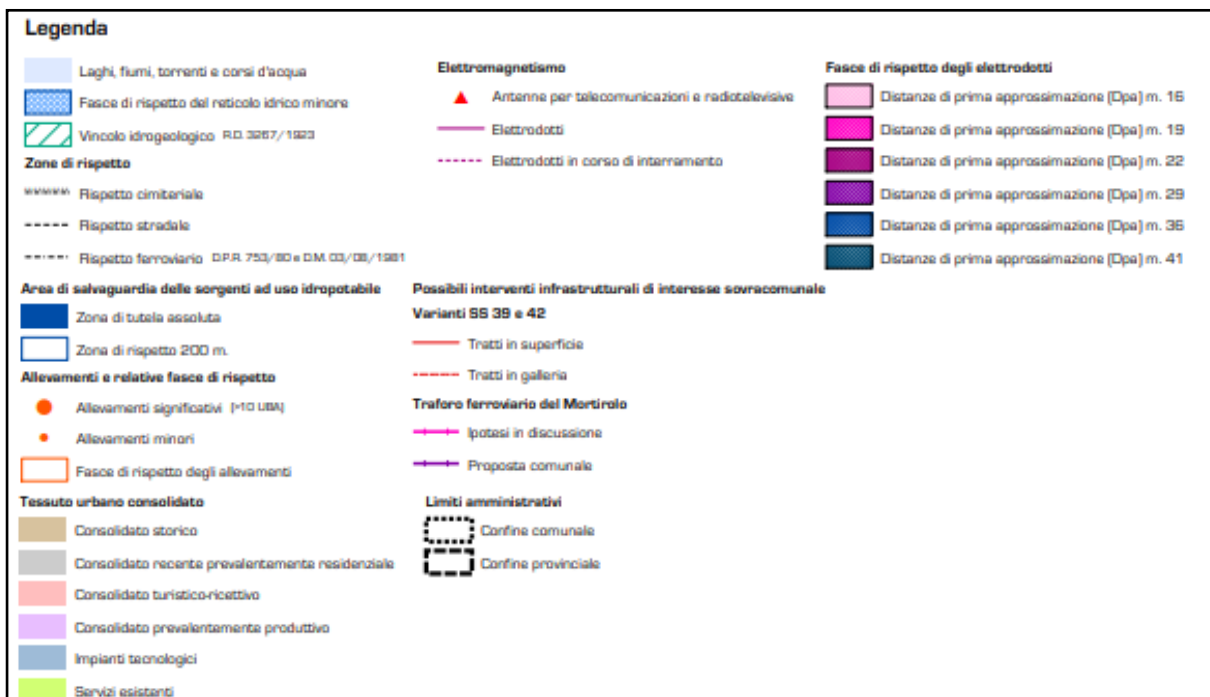 Legenda
Laghi, fiumi, torrenti e corsi d'acqua
Fasce di rispetto del reticolo idrico minore
Vincolo idrogeologico R.D. 3267/1923
Zone di rispetto
Rispetto cimiteriale
Rispetto stradale
Rispetto ferroviario D.P.R. 753/80 e D.M. 03/08/1981
Area di salvaguardia delle sorgenti ad uso idropotabile
Zona di tutela assoluta
Zona di rispetto 200 m.
Allevamenti e relative fasce di rispetto
Allevamenti significativi (>10 UBA)
Allevamenti minori
Fasce di rispetto degli allevamenti
Tessuto urbano consolidato
Consolidato storico
Consolidato recente prevalentemente residenziale
Consolidato turistico-ricettivo
Consolidato prevalentemente produttivo
Impianti tecnologici
Servizi esistenti
Elettromagnetismo
Antenne per telecomunicazioni e radiotelevisive
Elettrodotti
Elettrodotti in corso di interramento
Possibili interventi infrastrutturali di interesse sovracomunale
Varianti SS 39 e 42
Tratti in superficie
Tratti in galleria
Traforo ferroviario del Mortirolo
Ipotesi in discussione
Proposta comunale
Limiti amministrativi
Confine comunale
Confine provinciale
Fasce di rispetto degli elettrodotti
Distanze di prima approssimazione (Dpa) m. 16
Distanze di prima approssimazione (Dpa) m. 19
Distanze di prima approssimazione (Dpa) m. 22
Distanze di prima approssimazione (Dpa) m. 29
Distanze di prima approssimazione (Dpa) m. 36
Distanze di prima approssimazione (Dpa) m. 41